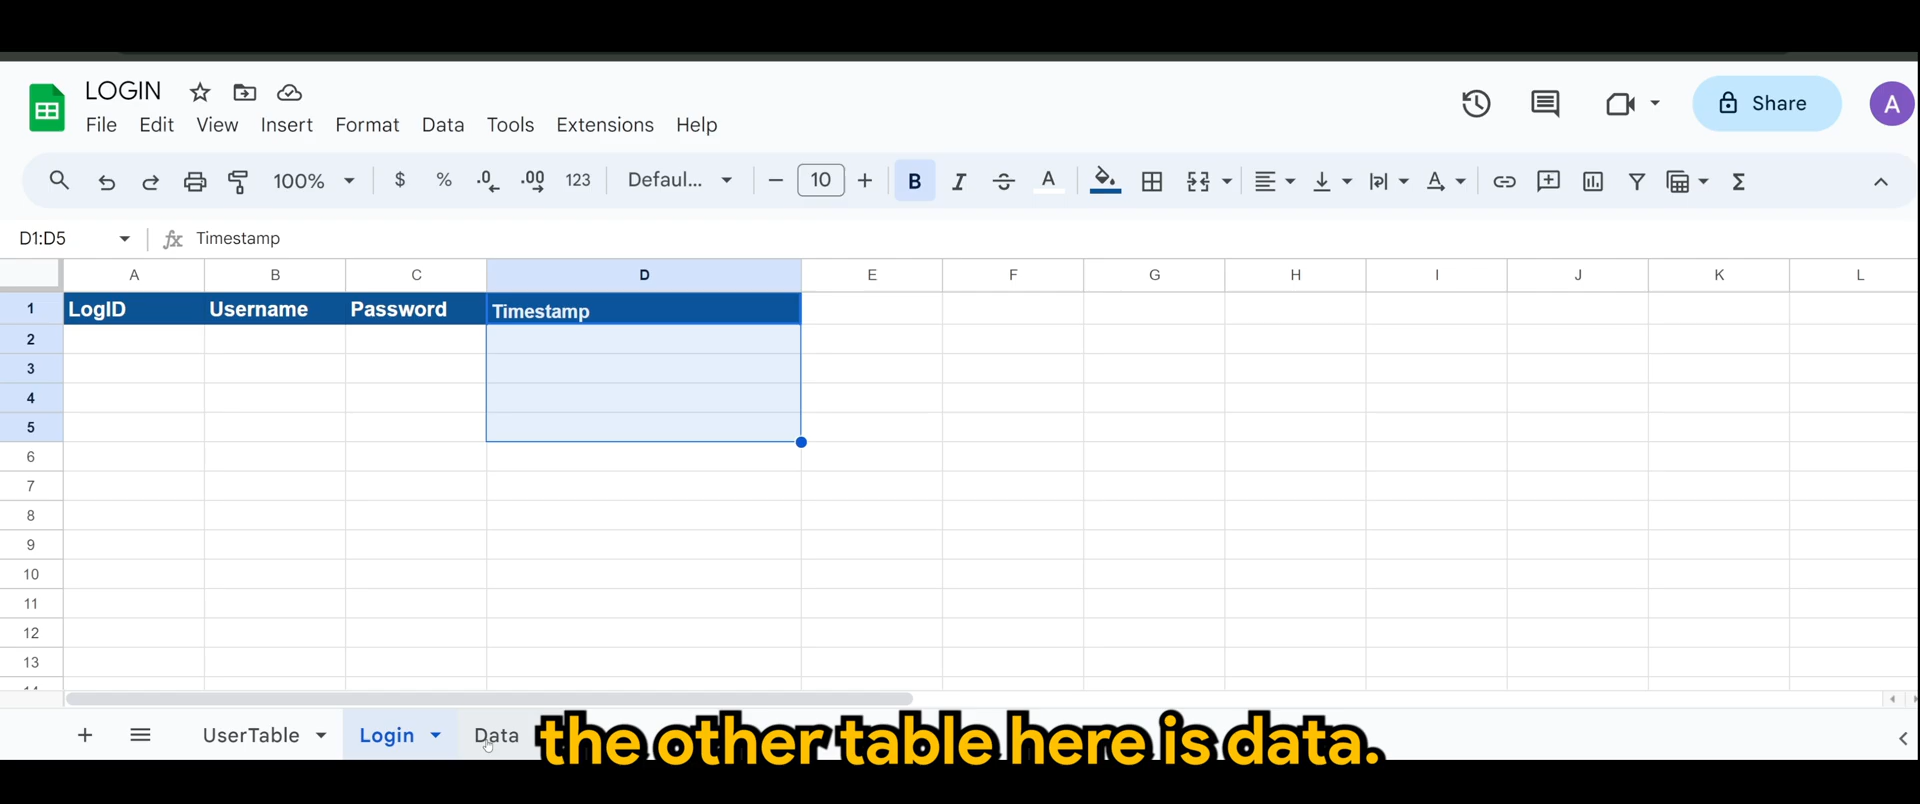 LOGIN
File Edit View Insert Format Data Tools Extensions Help
Share
A
100% $ % .0 .00 123 Defaul... − 10 + B I S A A Σ
D1:D5 fx Timestamp
A B C D E F G H I J K L
1 LogID Username Password Timestamp
2
3
4
5
6
7
8
9
10
11
12
13
+ UserTable Login Data
the other table here is data.